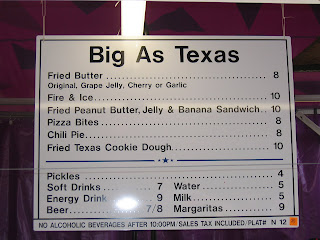 Big As Texas
Fried Butter 8
Original, Grape Jelly, Cherry or Garlic
Fire & Ice 10
Fried Peanut Butter, Jelly & Banana Sandwich 10
Pizza Bites 8
Chili Pie 8
Fried Texas Cookie Dough 10
Pickles 4
Soft Drinks 7 Water 5
Energy Drink 9 Milk 5
Beer 7/8 Margaritas 9
NO ALCOHOLIC BEVERAGES AFTER 10:00PM/SALES TAX INCLUDED/PLAT# N 12